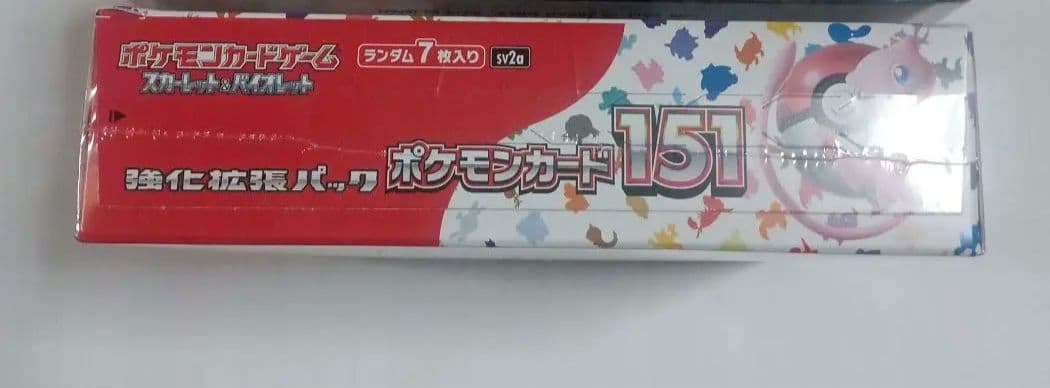 ポケモンカードゲーム
スカーレット&バイオレット
ランダム7枚入り
sv2a
強化拡張パック
ポケモンカード151